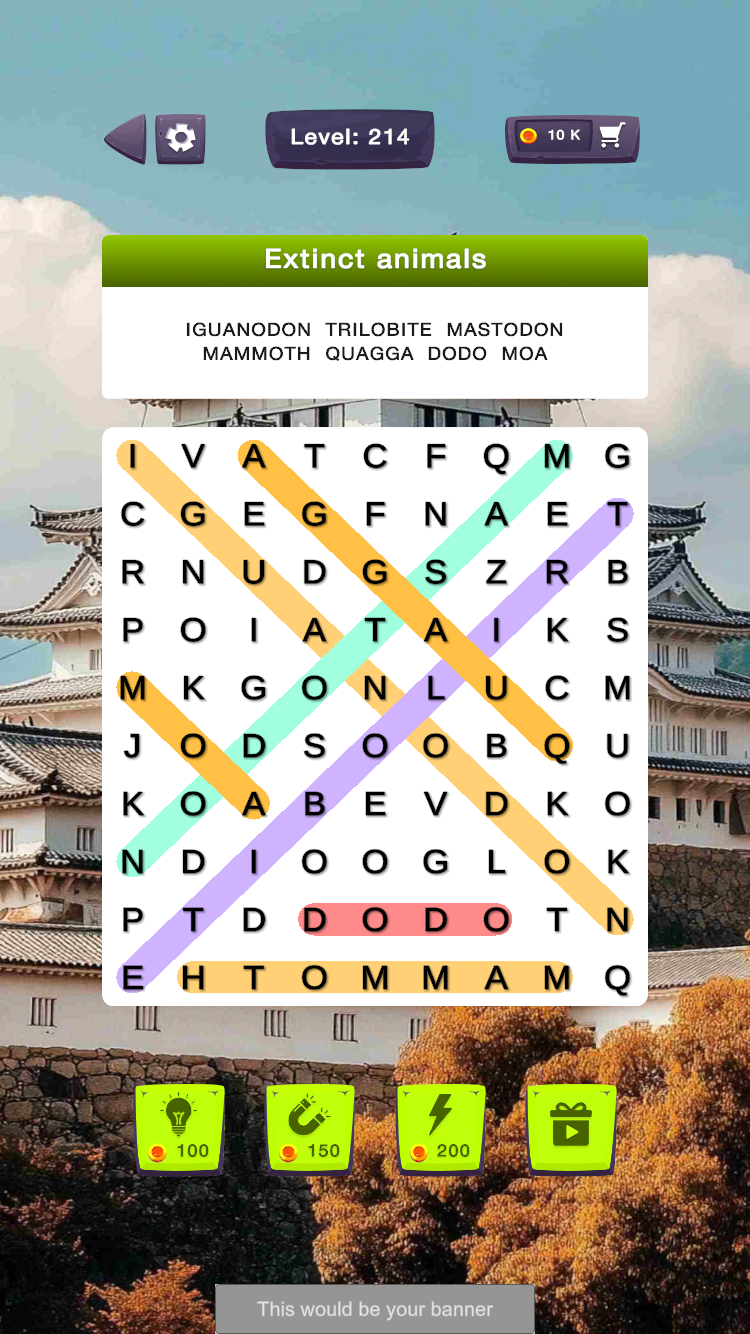 Level: 214
10 K
Extinct animals
IGUANODON TRILOBITE MASTODON
MAMMOTH QUAGGA DODO MOA
I V A T C F Q M G
C G E G F N A E T
R N U D G S Z R B
P O I A T A I K S
M K G O N L U C M
J O D S O O B Q U
K O A B E V D K O
N D I O O G L O K
P T D D O D O T N
E H T O M M A M Q
100 150 200
This would be your banner